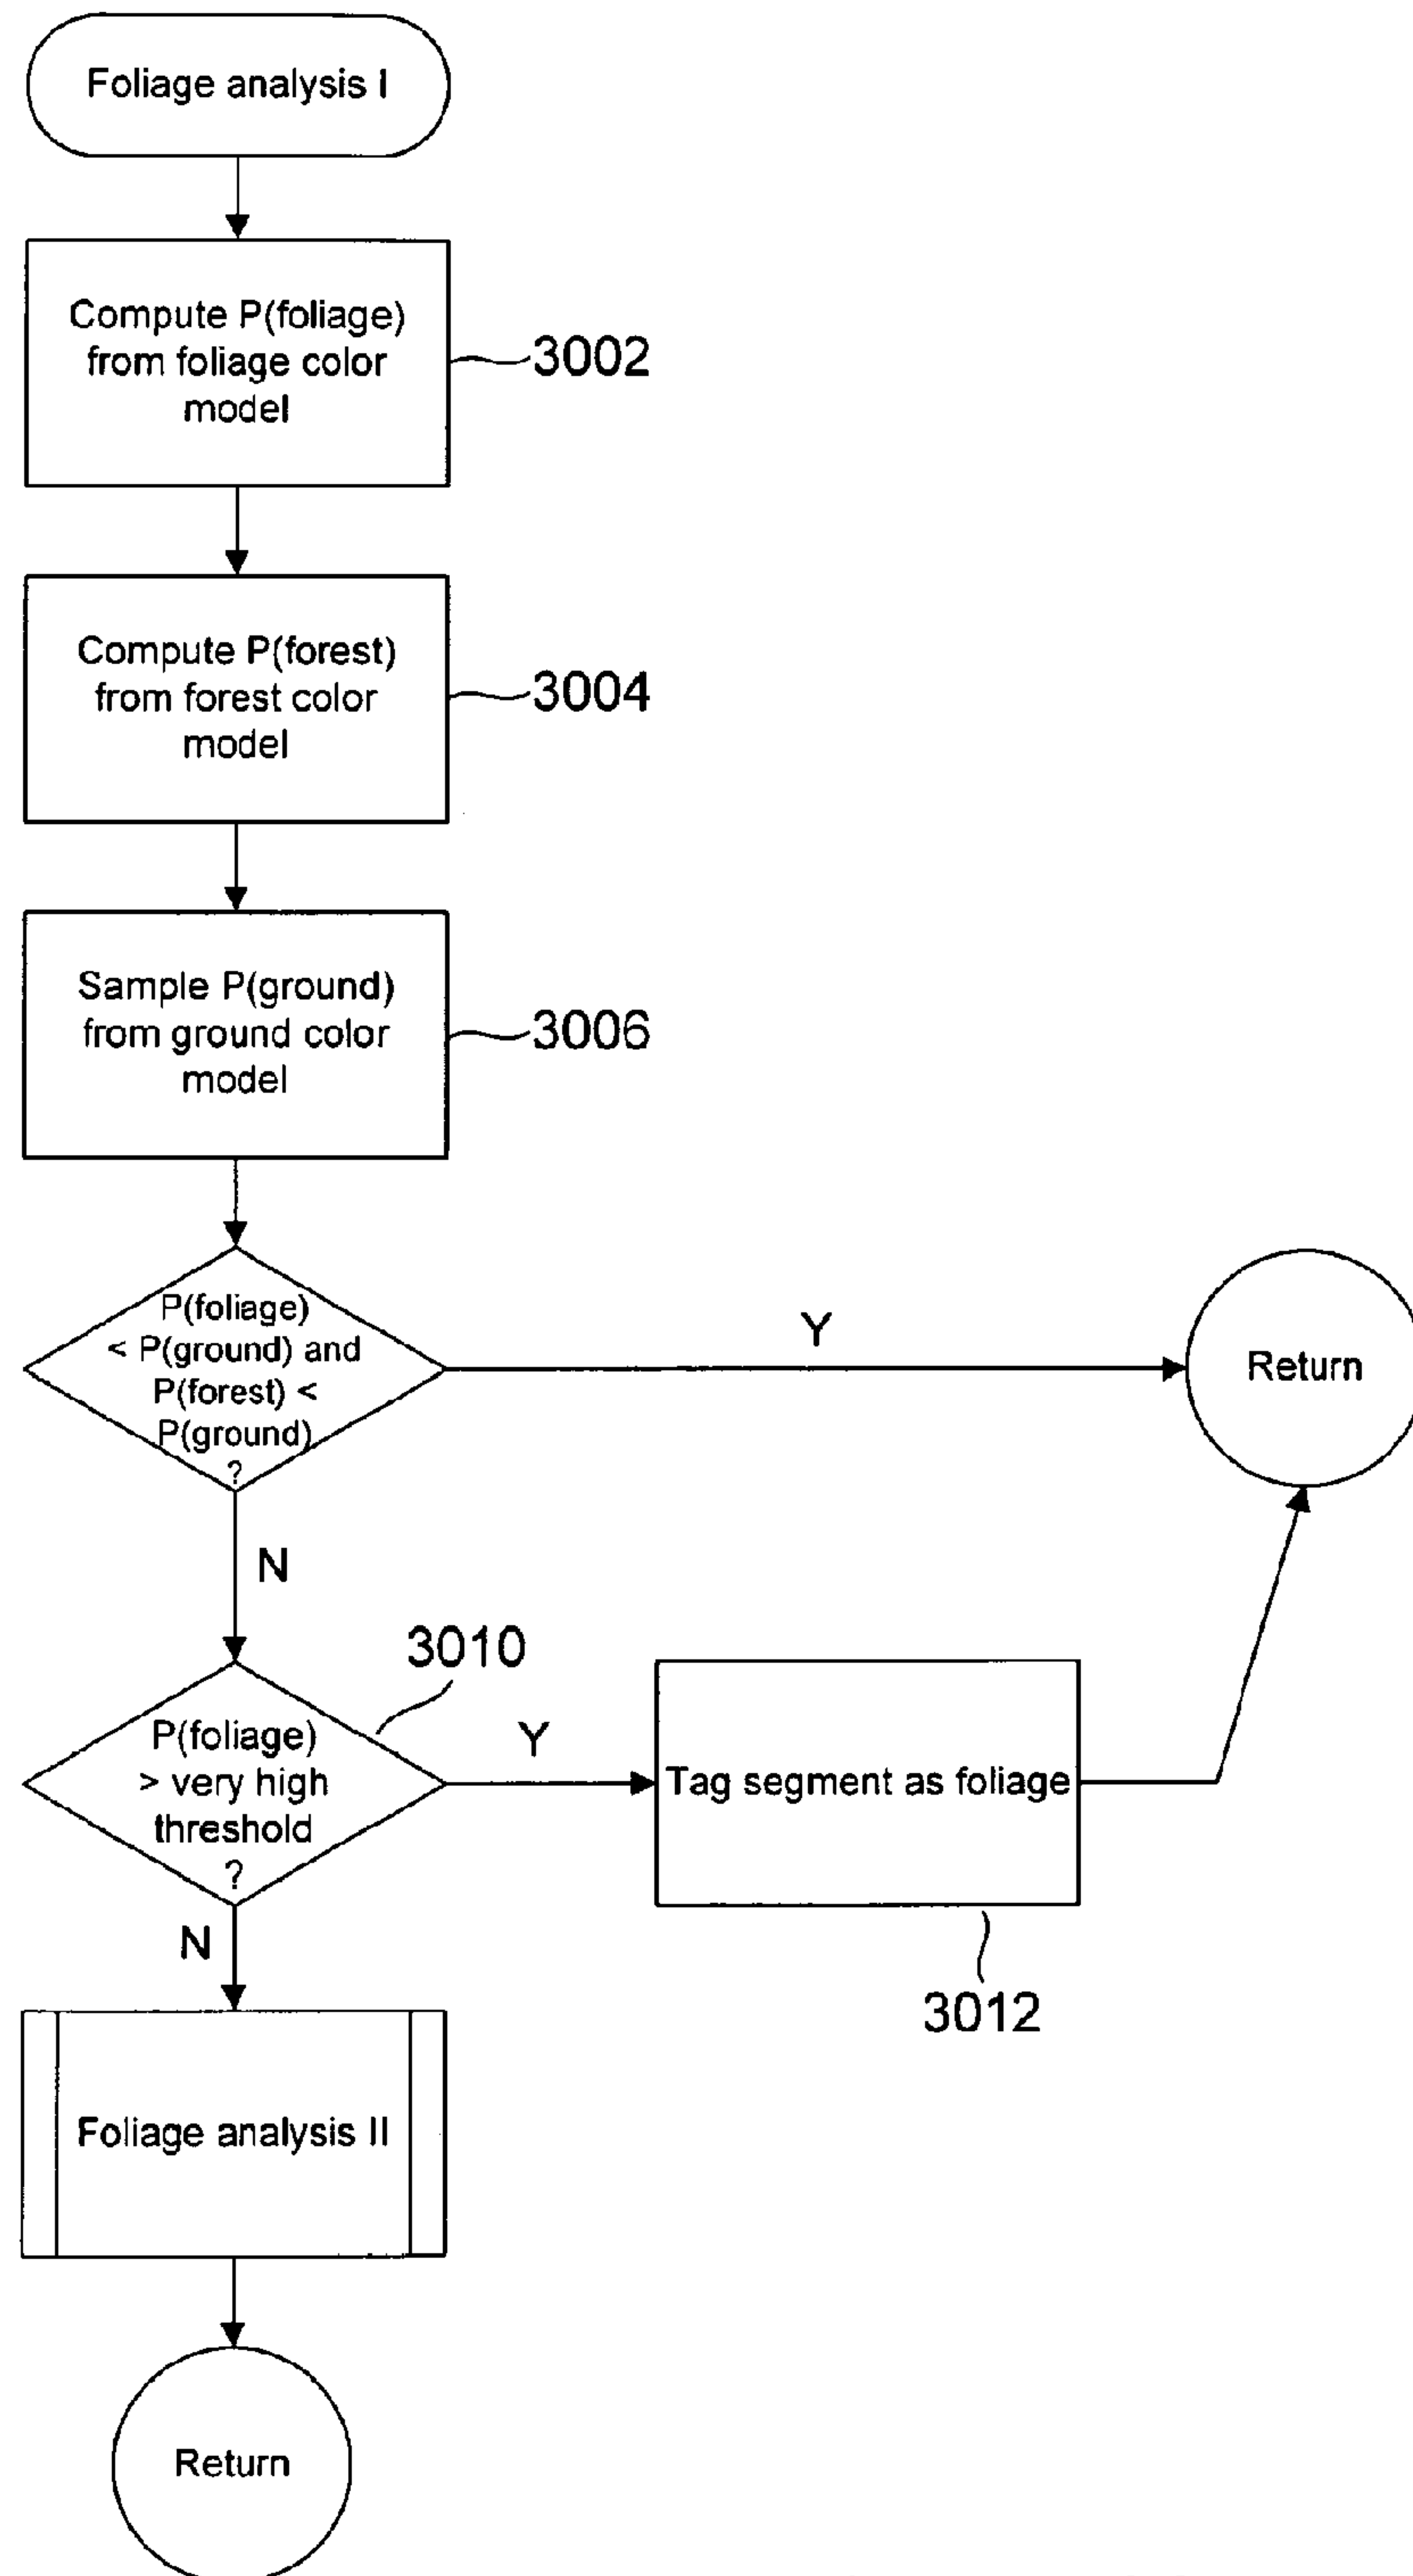 Foliage analysis I
Compute P(foliage)
from foliage color
model
3002
Compute P(forest)
from forest color
model
3004
Sample P(ground)
from ground color
model
3006
P(foliage)
< P(ground) and
P(forest) <
P(ground)
?
Y
Return
N
3010
P(foliage)
> very high
threshold
?
Y
Tag segment as foliage
3012
N
Foliage analysis II
Return